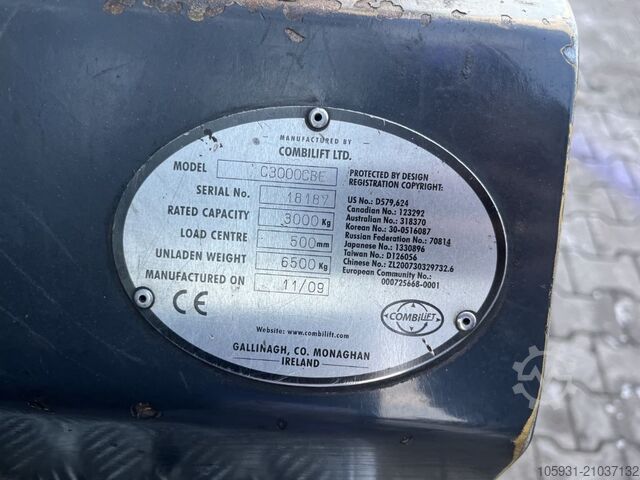 MANUFACTURED BY
COMBILIFT LTD.
MODEL C3000CBE
SERIAL No. 18187
RATED CAPACITY 3000 Kg
LOAD CENTRE 500 mm
UNLADEN WEIGHT 6500 Kg
MANUFACTURED ON 11/09
PROTECTED BY DESIGN
REGISTRATION COPYRIGHT:
US No.: D579,624
Canadian No.: 123292
Australian No.: 318370
Korean No.: 30-0516087
Russian Federation No.: 70814
Japanese No.: 1330896
Taiwan No.: D126056
Chinese No.: ZL200730329732.6
European Community No.:
000725668-0001
CE
COMBILIFT
Website: www.combilift.com
GALLINAGH, CO. MONAGHAN
IRELAND
105931-21037132